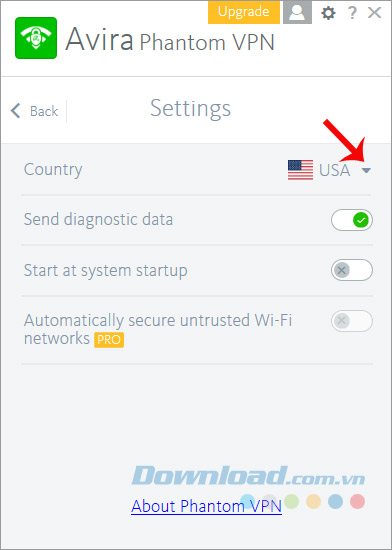 Upgrade
?
Avira Phantom VPN
Back
Settings
Country
USA
Send diagnostic data
Start at system startup
Automatically secure untrusted Wi-Fi
networks PRO
Download.com.vn
About Phantom VPN